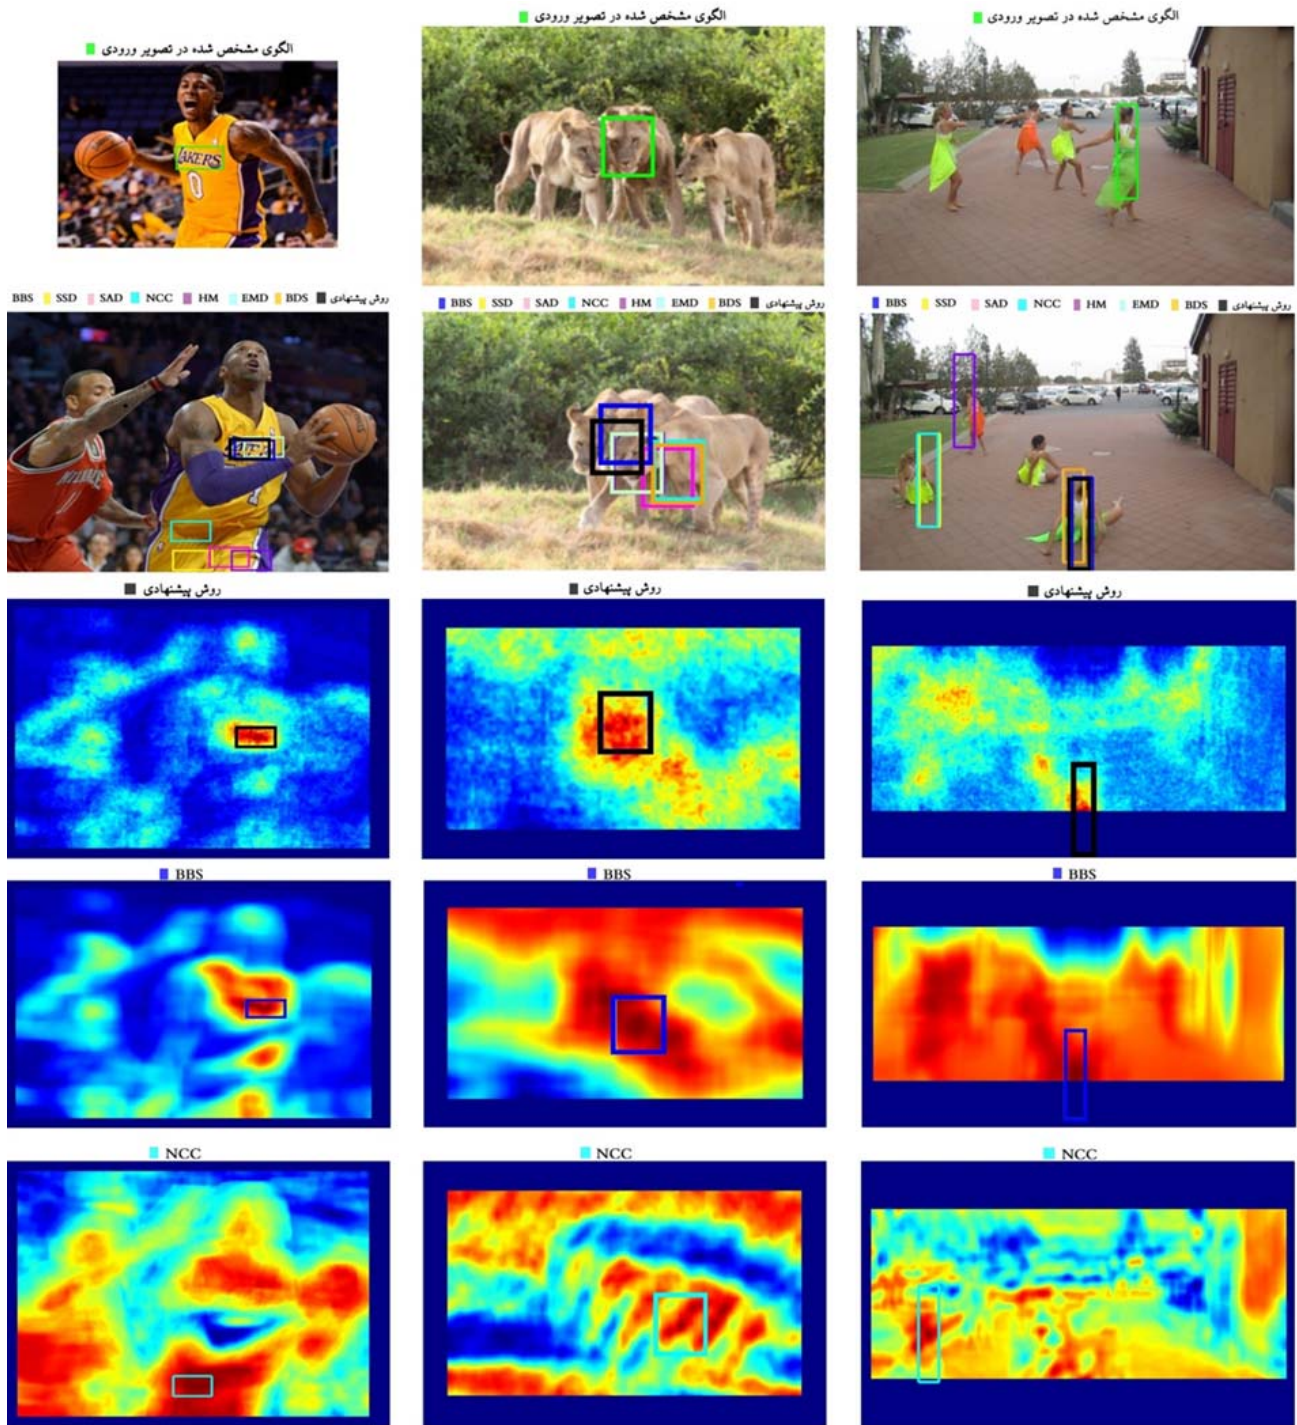 الگوی مشخص شده در تصویر ورودی
الگوی مشخص شده در تصویر ورودی
الگوی مشخص شده در تصویر ورودی
LAKERS
0
BBS SSD SAD NCC HM EMD BDS روش پیشنهادی
BBS SSD SAD NCC HM EMD BDS روش پیشنهادی
BBS SSD SAD NCC HM EMD BDS روش پیشنهادی
روش پیشنهادی
روش پیشنهادی
روش پیشنهادی
BBS
BBS
BBS
NCC
NCC
NCC